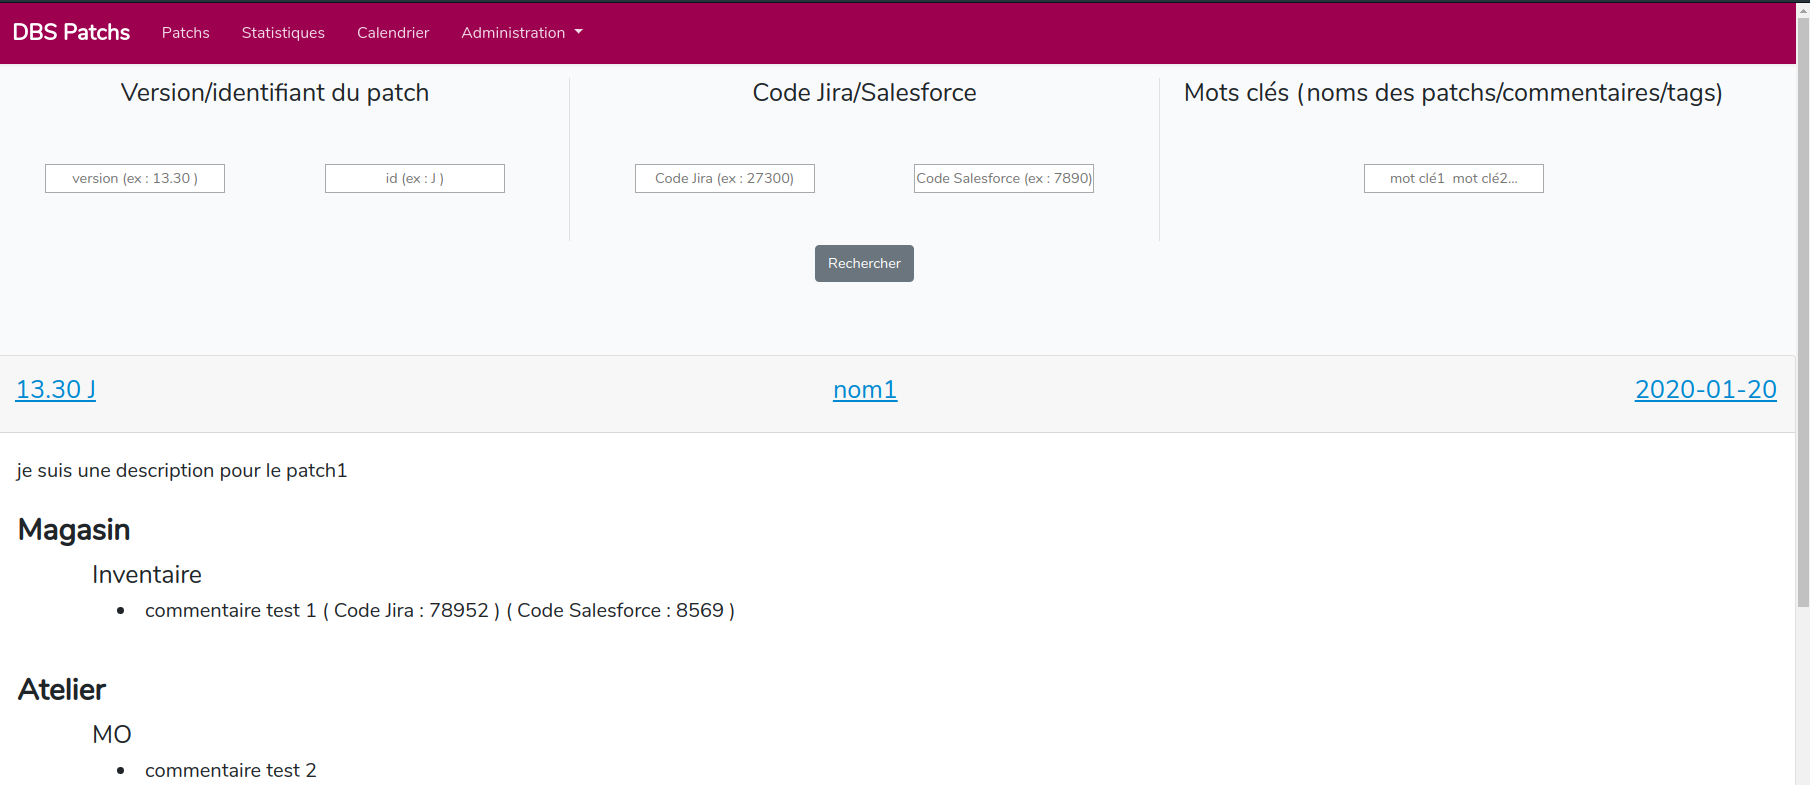 DBS Patchs Patchs Statistiques Calendrier Administration
Version/identifiant du patch Code Jira/Salesforce Mots clés (noms des patchs/commentaires/tags)
version (ex : 13.30 ) id (ex : J ) Code Jira (ex : 27300) Code Salesforce (ex : 7890) mot clé1 mot clé2...
Rechercher
13.30 J nom1 2020-01-20
je suis une description pour le patch1
Magasin
Inventaire
• commentaire test 1 ( Code Jira : 78952 ) ( Code Salesforce : 8569 )
Atelier
MO
• commentaire test 2